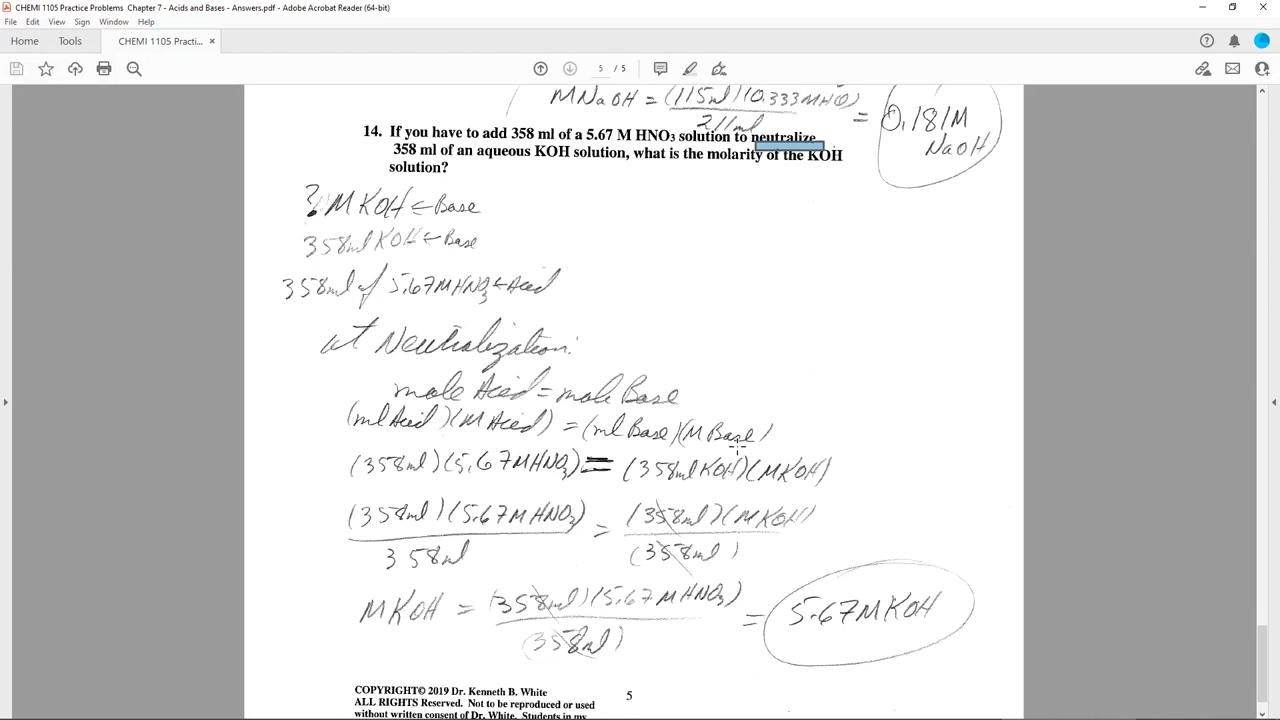 CHEMI 1105 Practice Problems Chapter 7 - Acids and Bases - Answers.pdf - Adobe Acrobat Reader (64-bit)
File Edit View Sign Window Help
Home Tools CHEMI 1105 Practi... ×
5 / 5
M NaOH = (115ml)(0.333M
211ml
= 0.181M
NaOH
14. If you have to add 358 ml of a 5.67 M HNO₃ solution to neutralize
358 ml of an aqueous KOH solution, what is the molarity of the KOH
solution?
? M KOH ← Base
358ml KOH ← Base
358ml of 5.67M HNO₃ ← Acid
at Neutralization:
mole Acid = mole Base
(ml Acid)(M Acid) = (ml Base)(M Base)
(358ml)(5.67M HNO₃) = (358ml KOH)(M KOH)
(358ml)(5.67M HNO₃) = (358ml)(M KOH)
358ml (358ml)
M KOH = (358ml)(5.67M HNO₃) = 5.67M KOH
(358ml)
COPYRIGHT© 2019 Dr. Kenneth B. White
ALL RIGHTS Reserved. Not to be reproduced or used
without written consent of Dr. White. Students in my
5